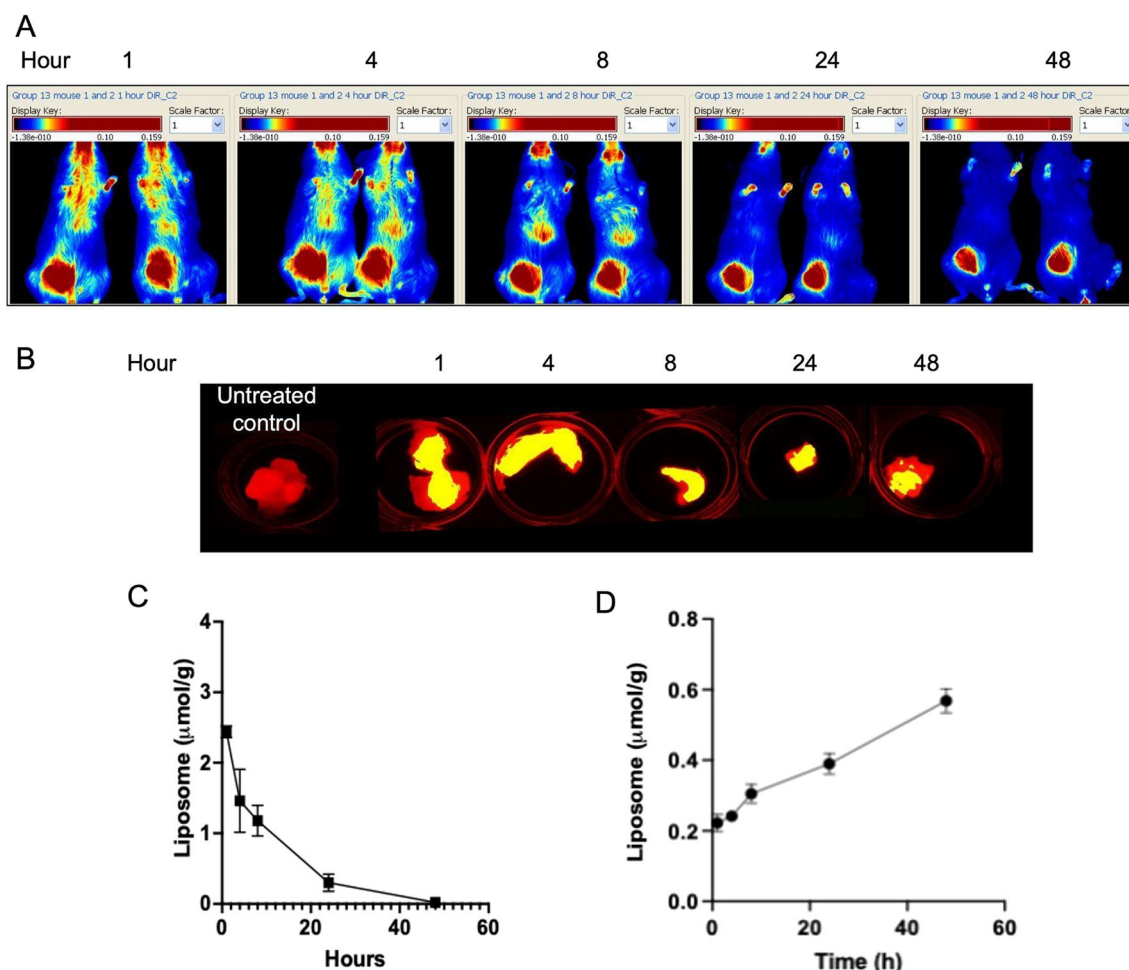 A
Hour 1 4 8 24 48
Group 13 mouse 1 and 2 1 hour DiR_C2
Display Key: Scale Factor:
1
-1.38e-010 0.10 0.159
Group 13 mouse 1 and 2 4 hour DiR_C2
Display Key: Scale Factor:
1
-1.38e-010 0.10 0.159
Group 13 mouse 1 and 2 8 hour DiR_C2
Display Key: Scale Factor:
1
-1.38e-010 0.10 0.159
Group 13 mouse 1 and 2 24 hour DiR_C2
Display Key: Scale Factor:
1
-1.38e-010 0.10 0.159
Group 13 mouse 1 and 2 48 hour DiR_C2
Display Key: Scale Factor:
1
-1.38e-010 0.10 0.159
B
Hour 1 4 8 24 48
Untreated
control
C
Liposome (μmol/g)
4
3
2
1
0
0 20 40 60
Hours
D
Liposome (μmol/g)
0.8
0.6
0.4
0.2
0.0
0 20 40 60
Time (h)